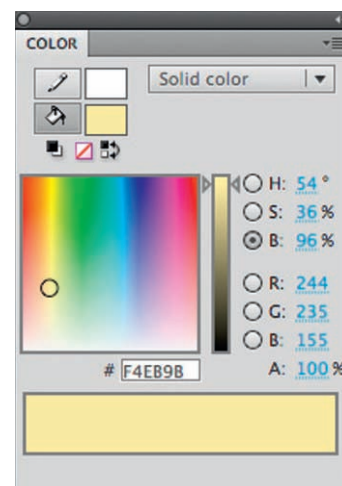 COLOR
Solid color
H: 54 °
S: 36 %
B: 96 %
R: 244
G: 235
B: 155
# F4EB9B
A: 100 %